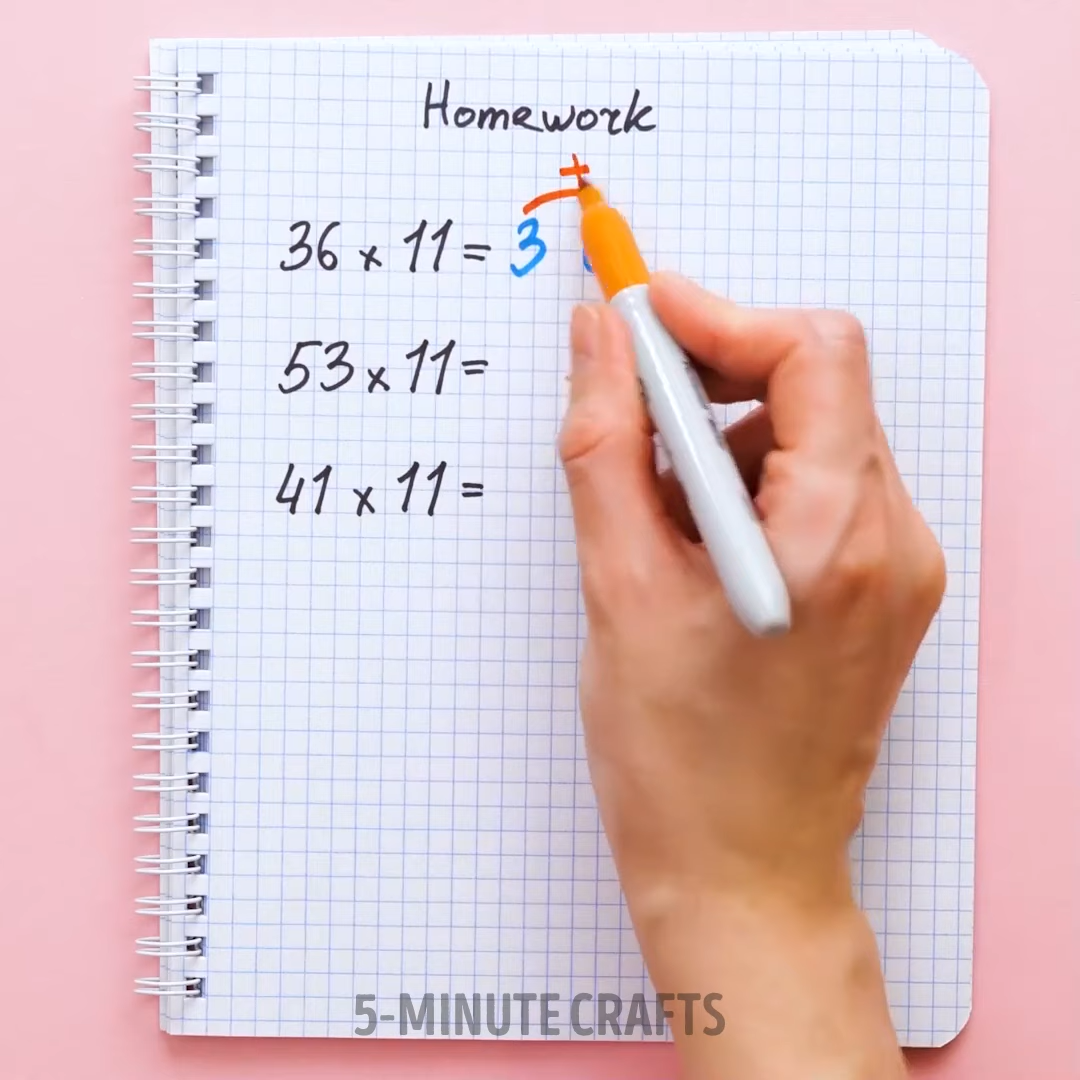 Homework
+
36 x 11 = 3
53 x 11 =
41 x 11 =
5-MINUTE CRAFTS